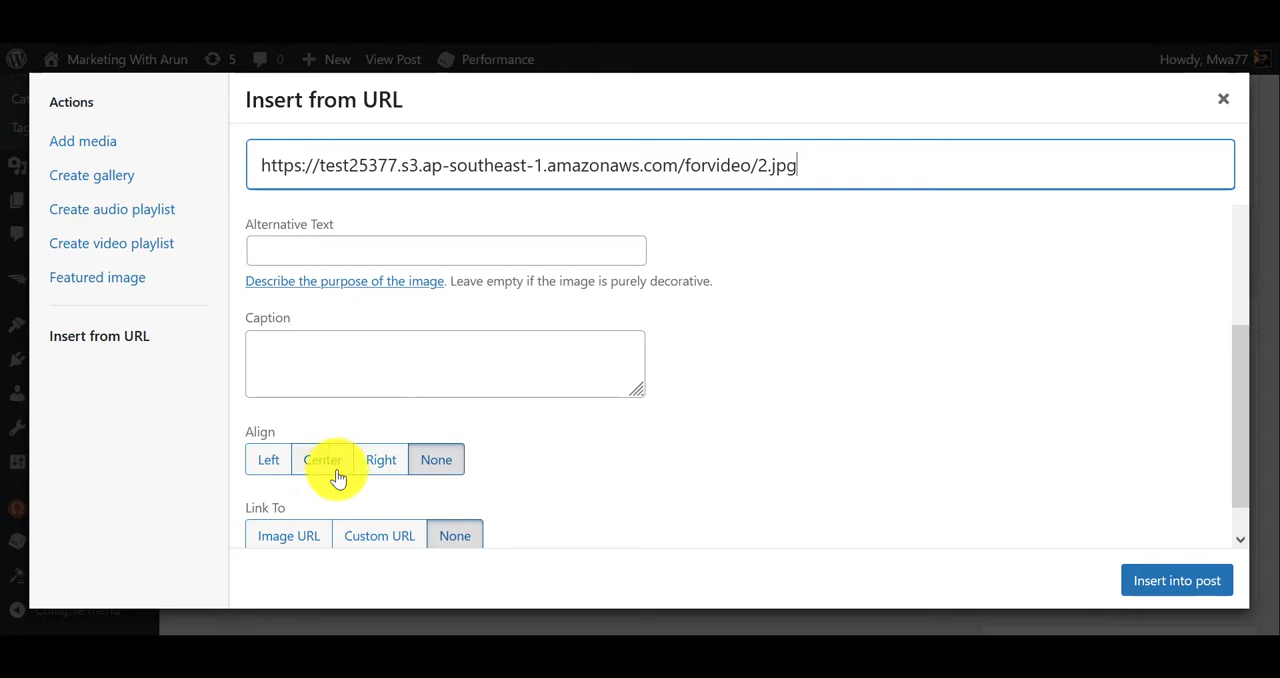 Marketing With Arun 5 0 New View Post Performance Howdy, Mwa77
Actions
Add media
Create gallery
Create audio playlist
Create video playlist
Featured image
Insert from URL
Insert from URL
https://test25377.s3.ap-southeast-1.amazonaws.com/forvideo/2.jpg
Alternative Text
Describe the purpose of the image. Leave empty if the image is purely decorative.
Caption
Align
Left Center Right None
Link To
Image URL Custom URL None
Insert into post
Collapse menu